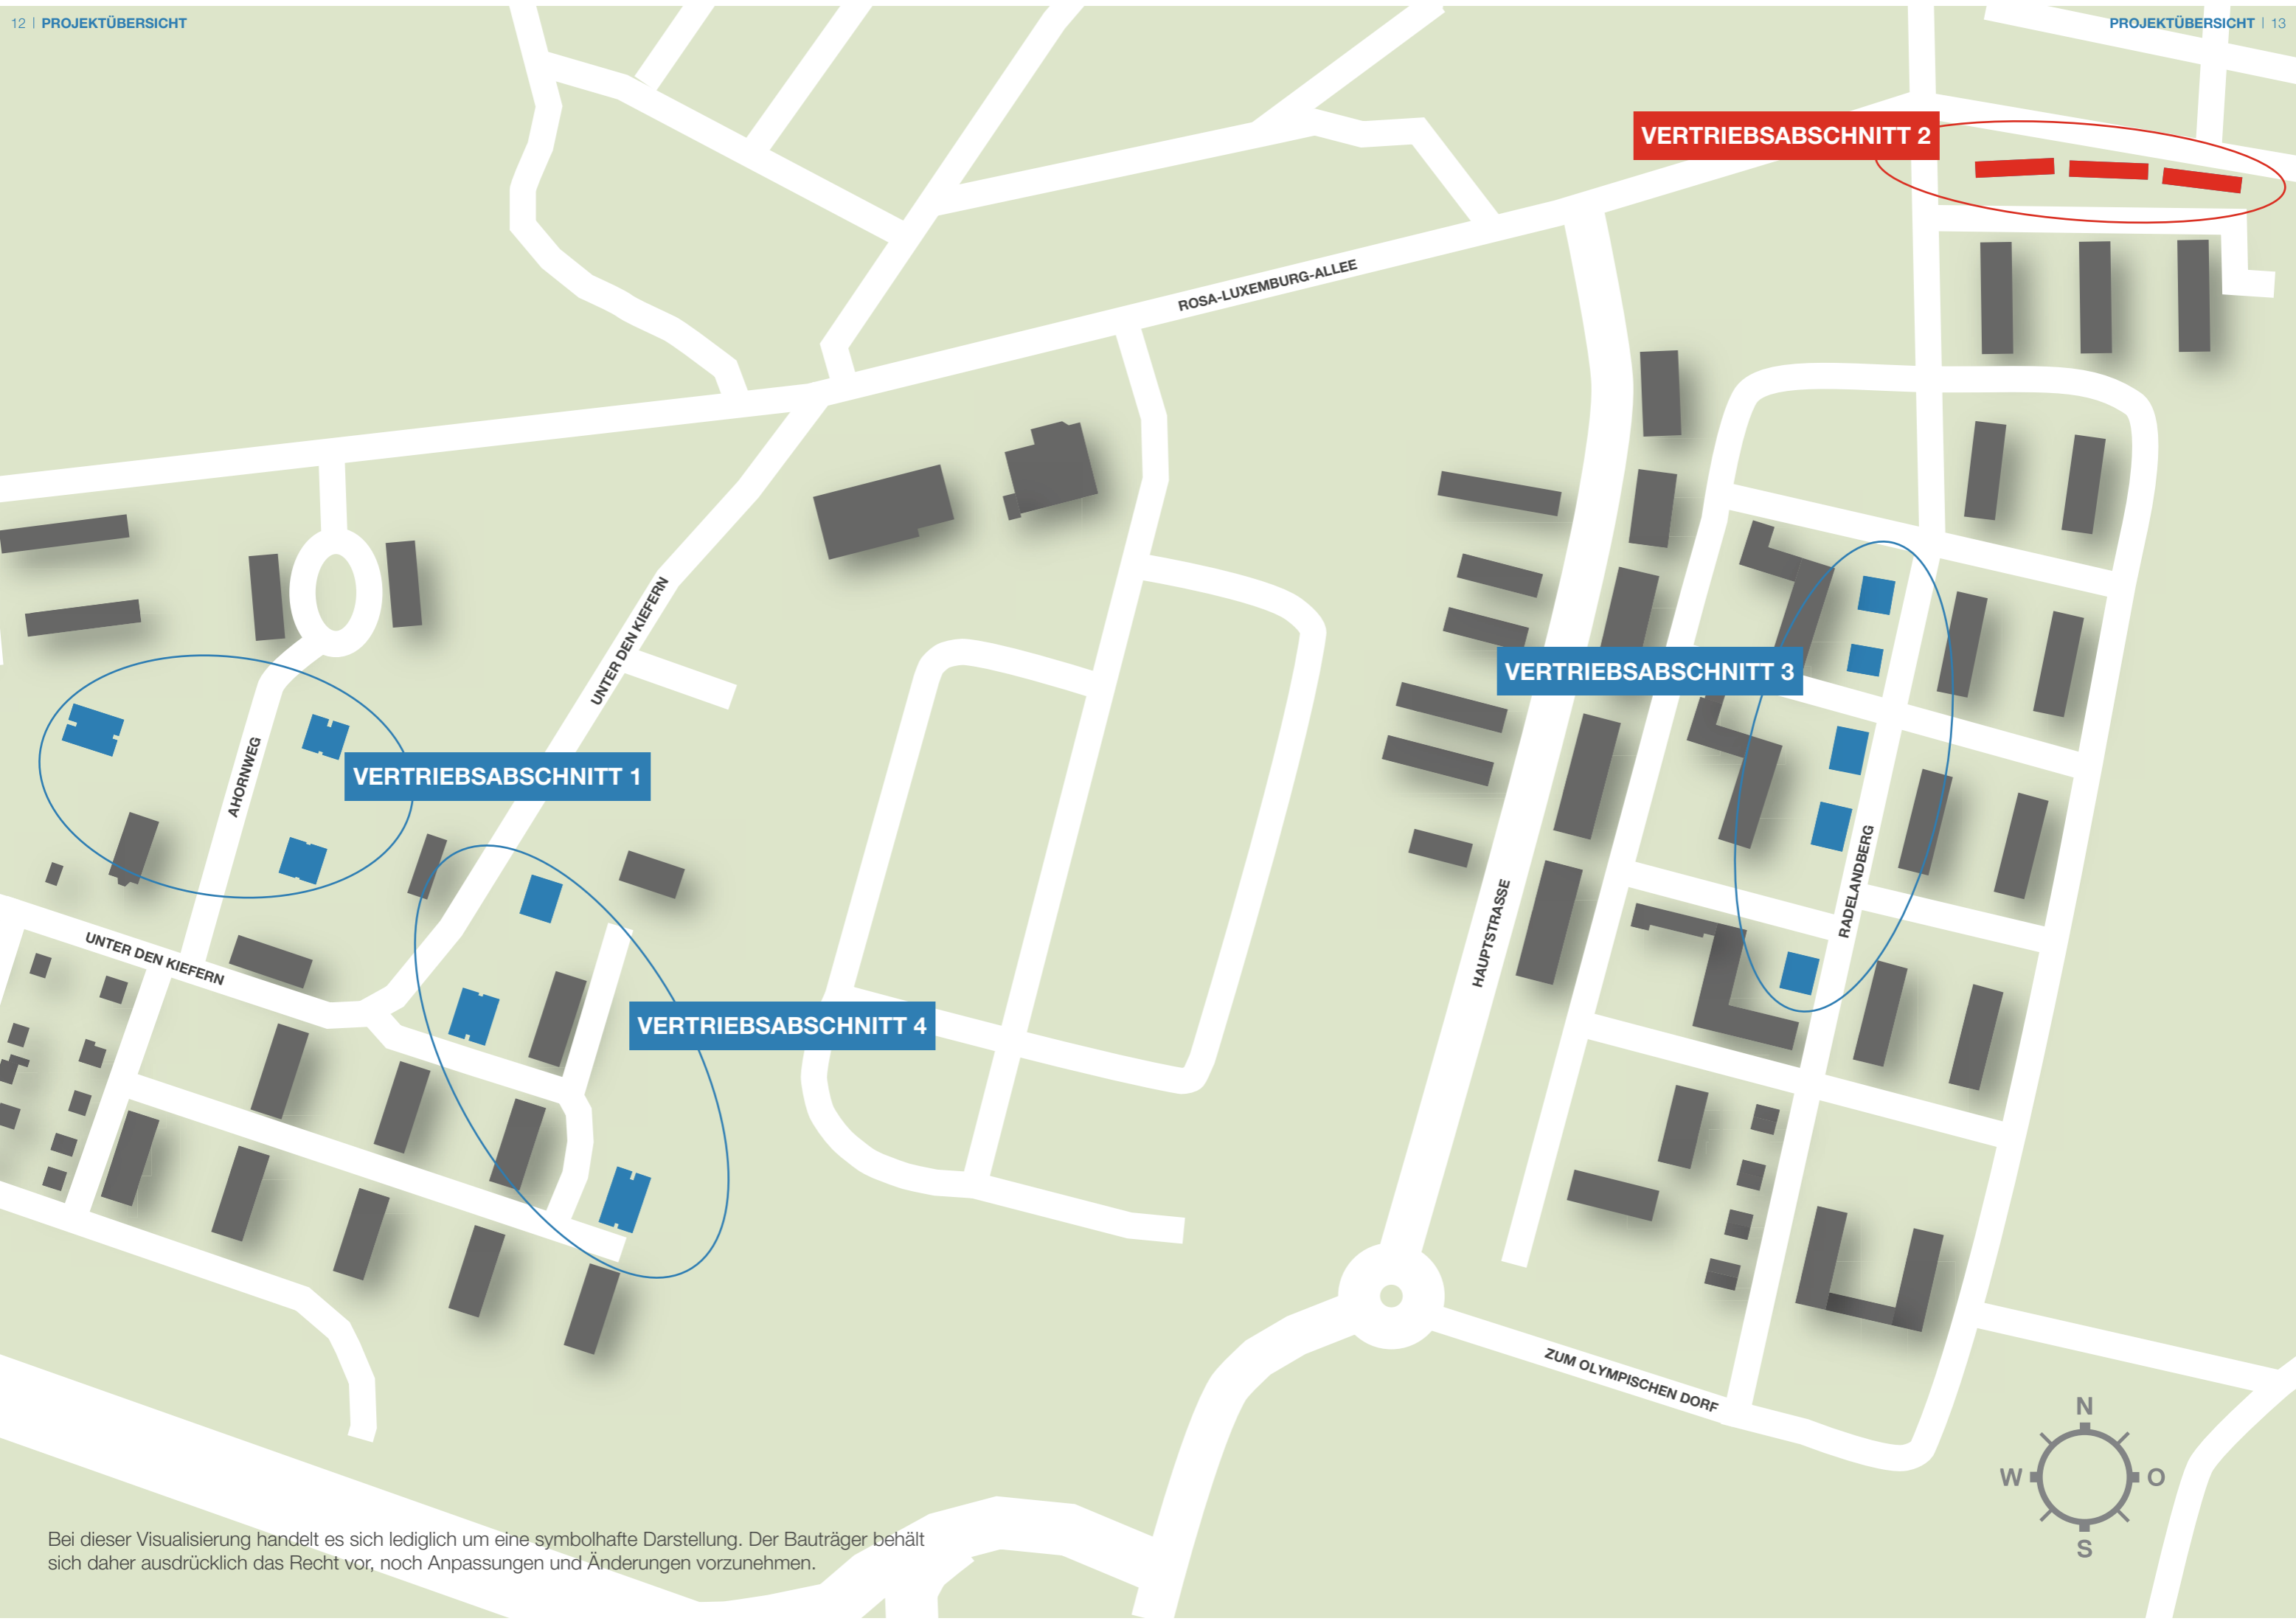 12 | PROJEKTÜBERSICHT
PROJEKTÜBERSICHT | 13
VERTRIEBSABSCHNITT 2
ROSA-LUXEMBURG-ALLEE
UNTER DEN KIEFERN
VERTRIEBSABSCHNITT 3
AHORNWEG
VERTRIEBSABSCHNITT 1
RADELANDBERG
HAUPTSTRASSE
UNTER DEN KIEFERN
VERTRIEBSABSCHNITT 4
ZUM OLYMPISCHEN DORF
N
W
O
S
Bei dieser Visualisierung handelt es sich lediglich um eine symbolhafte Darstellung. Der Bauträger behält
sich daher ausdrücklich das Recht vor, noch Anpassungen und Änderungen vorzunehmen.